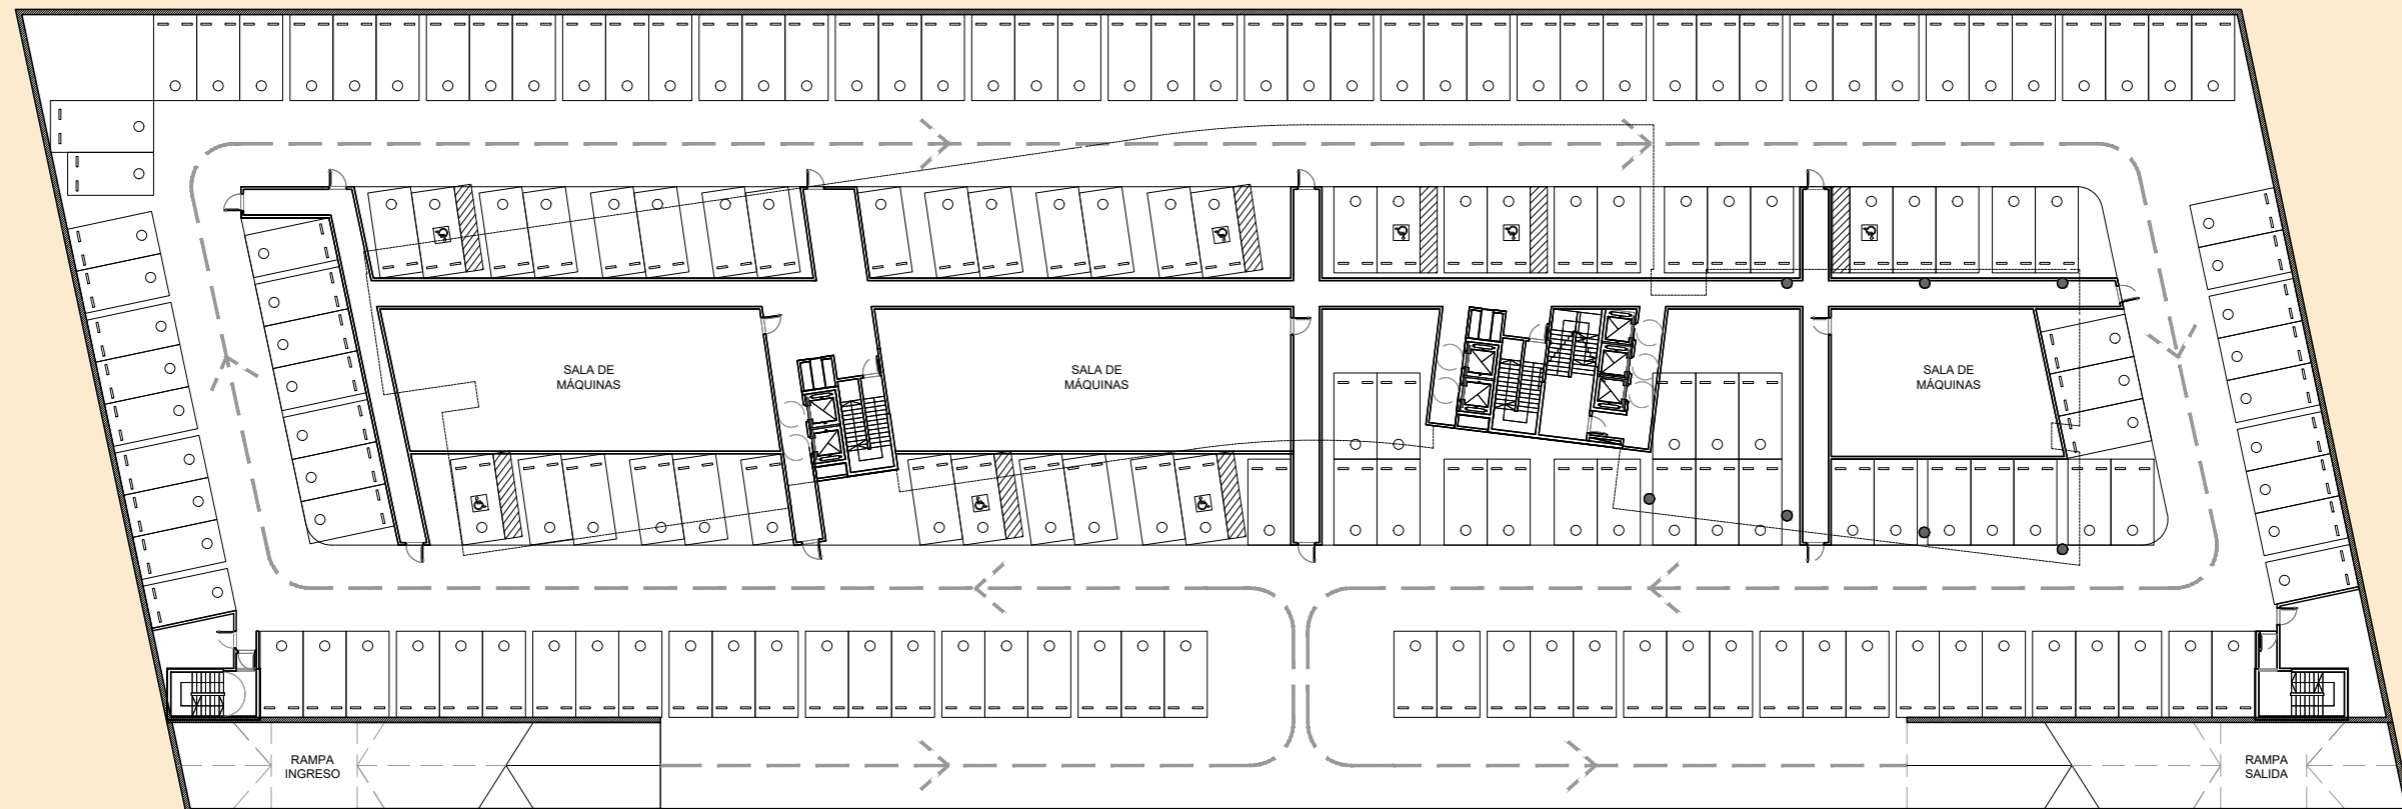 SALA DE
MÁQUINAS
SALA DE
MÁQUINAS
SALA DE
MÁQUINAS
RAMPA
INGRESO
RAMPA
SALIDA